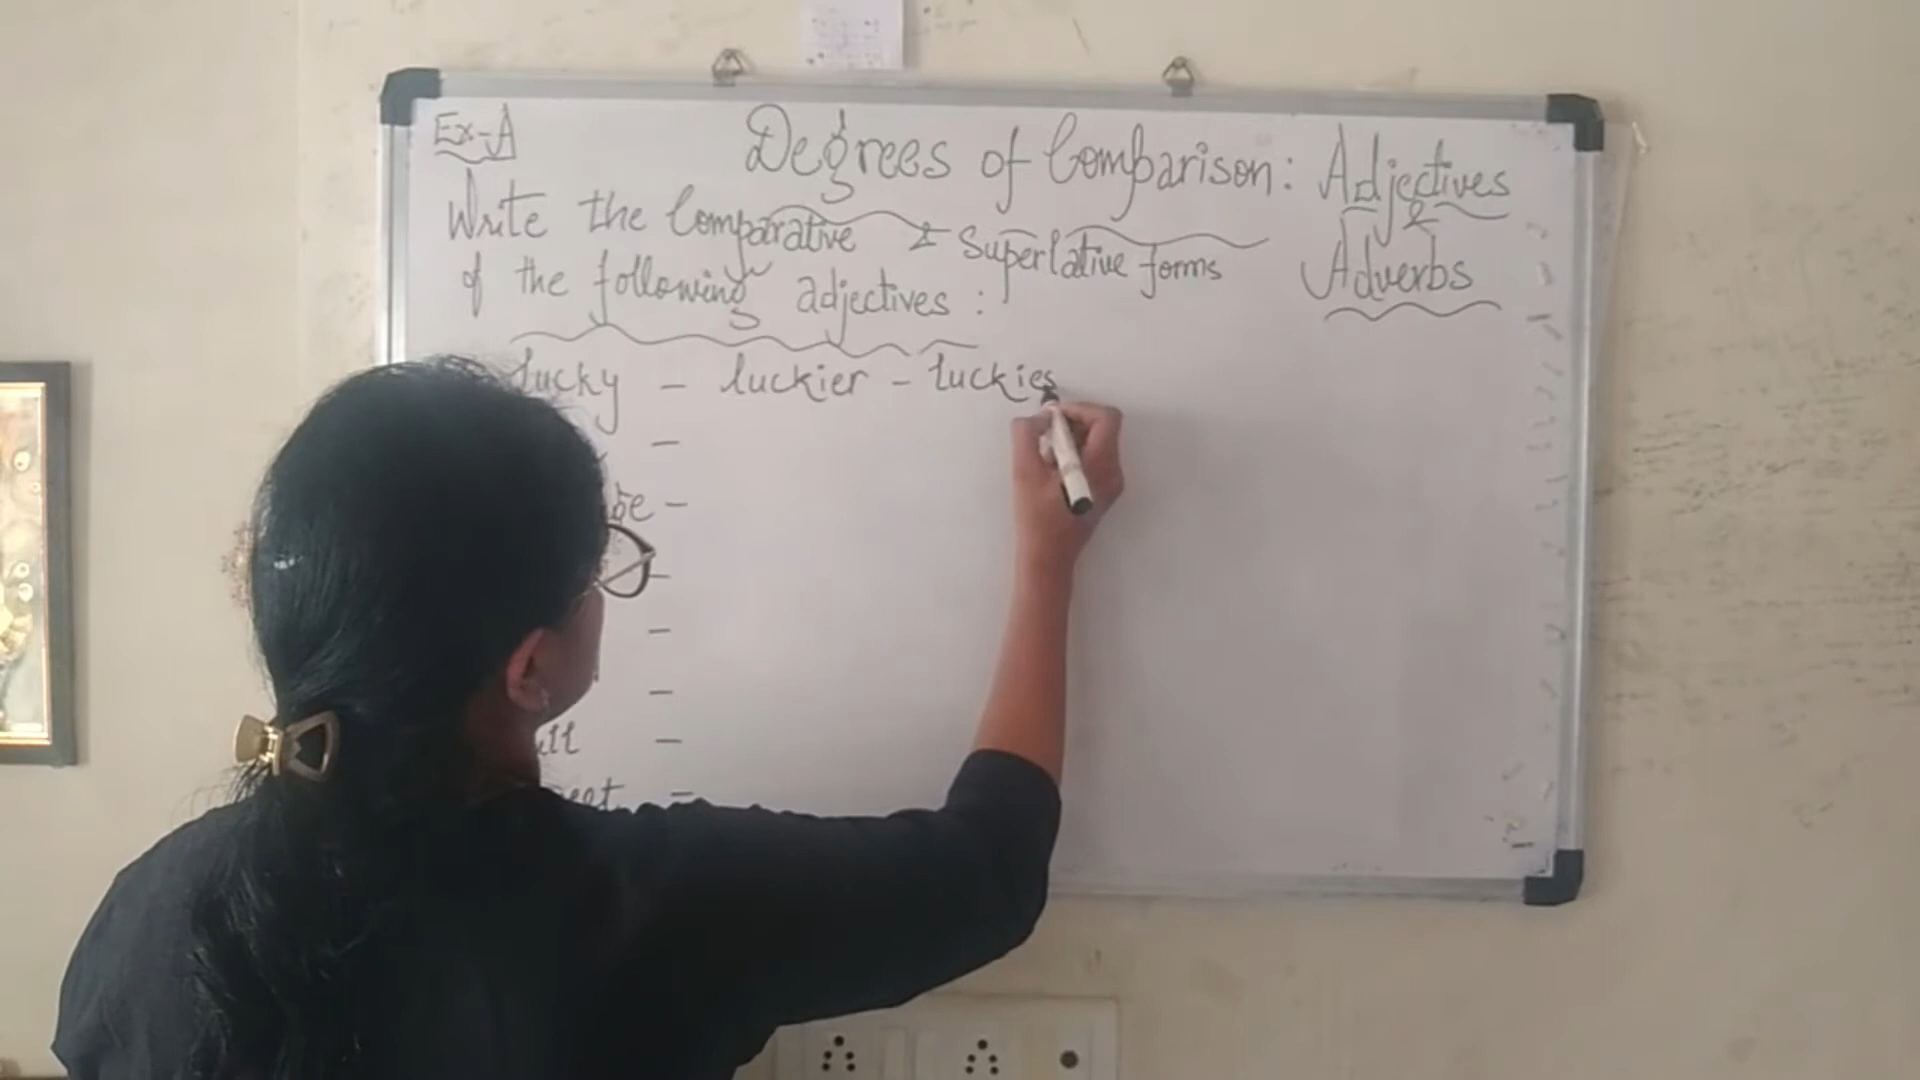 Ex-A
Degrees of Comparison: Adjectives
&
Adverbs
Write the Comparative & Superlative forms
of the following adjectives :
lucky - luckier - luckies
-
-
-
-
-
-
-